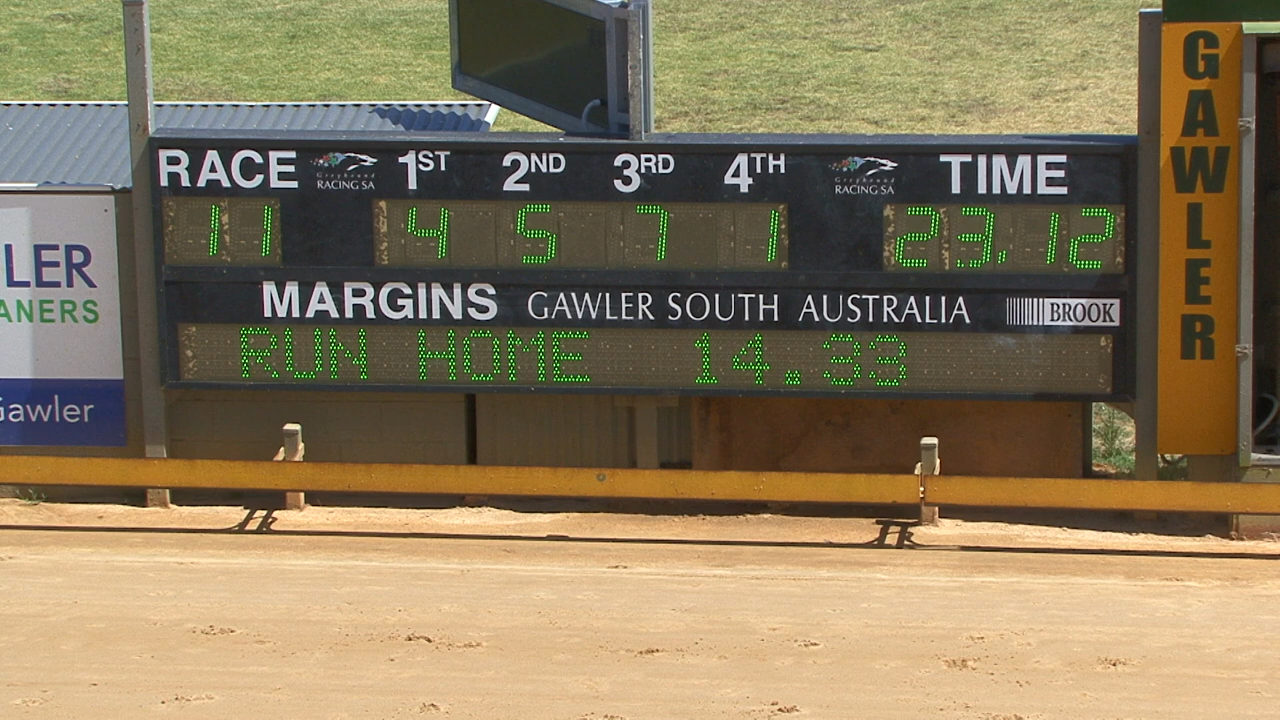 GAWLER
RACE
Greyhound
RACING SA
1ST
2ND
3RD
4TH
Greyhound
RACING SA
TIME
11
4
5
7
1
23.12
MARGINS
GAWLER SOUTH AUSTRALIA
BROOK
RUN HOME 14.33
LER
ANERS
Gawler